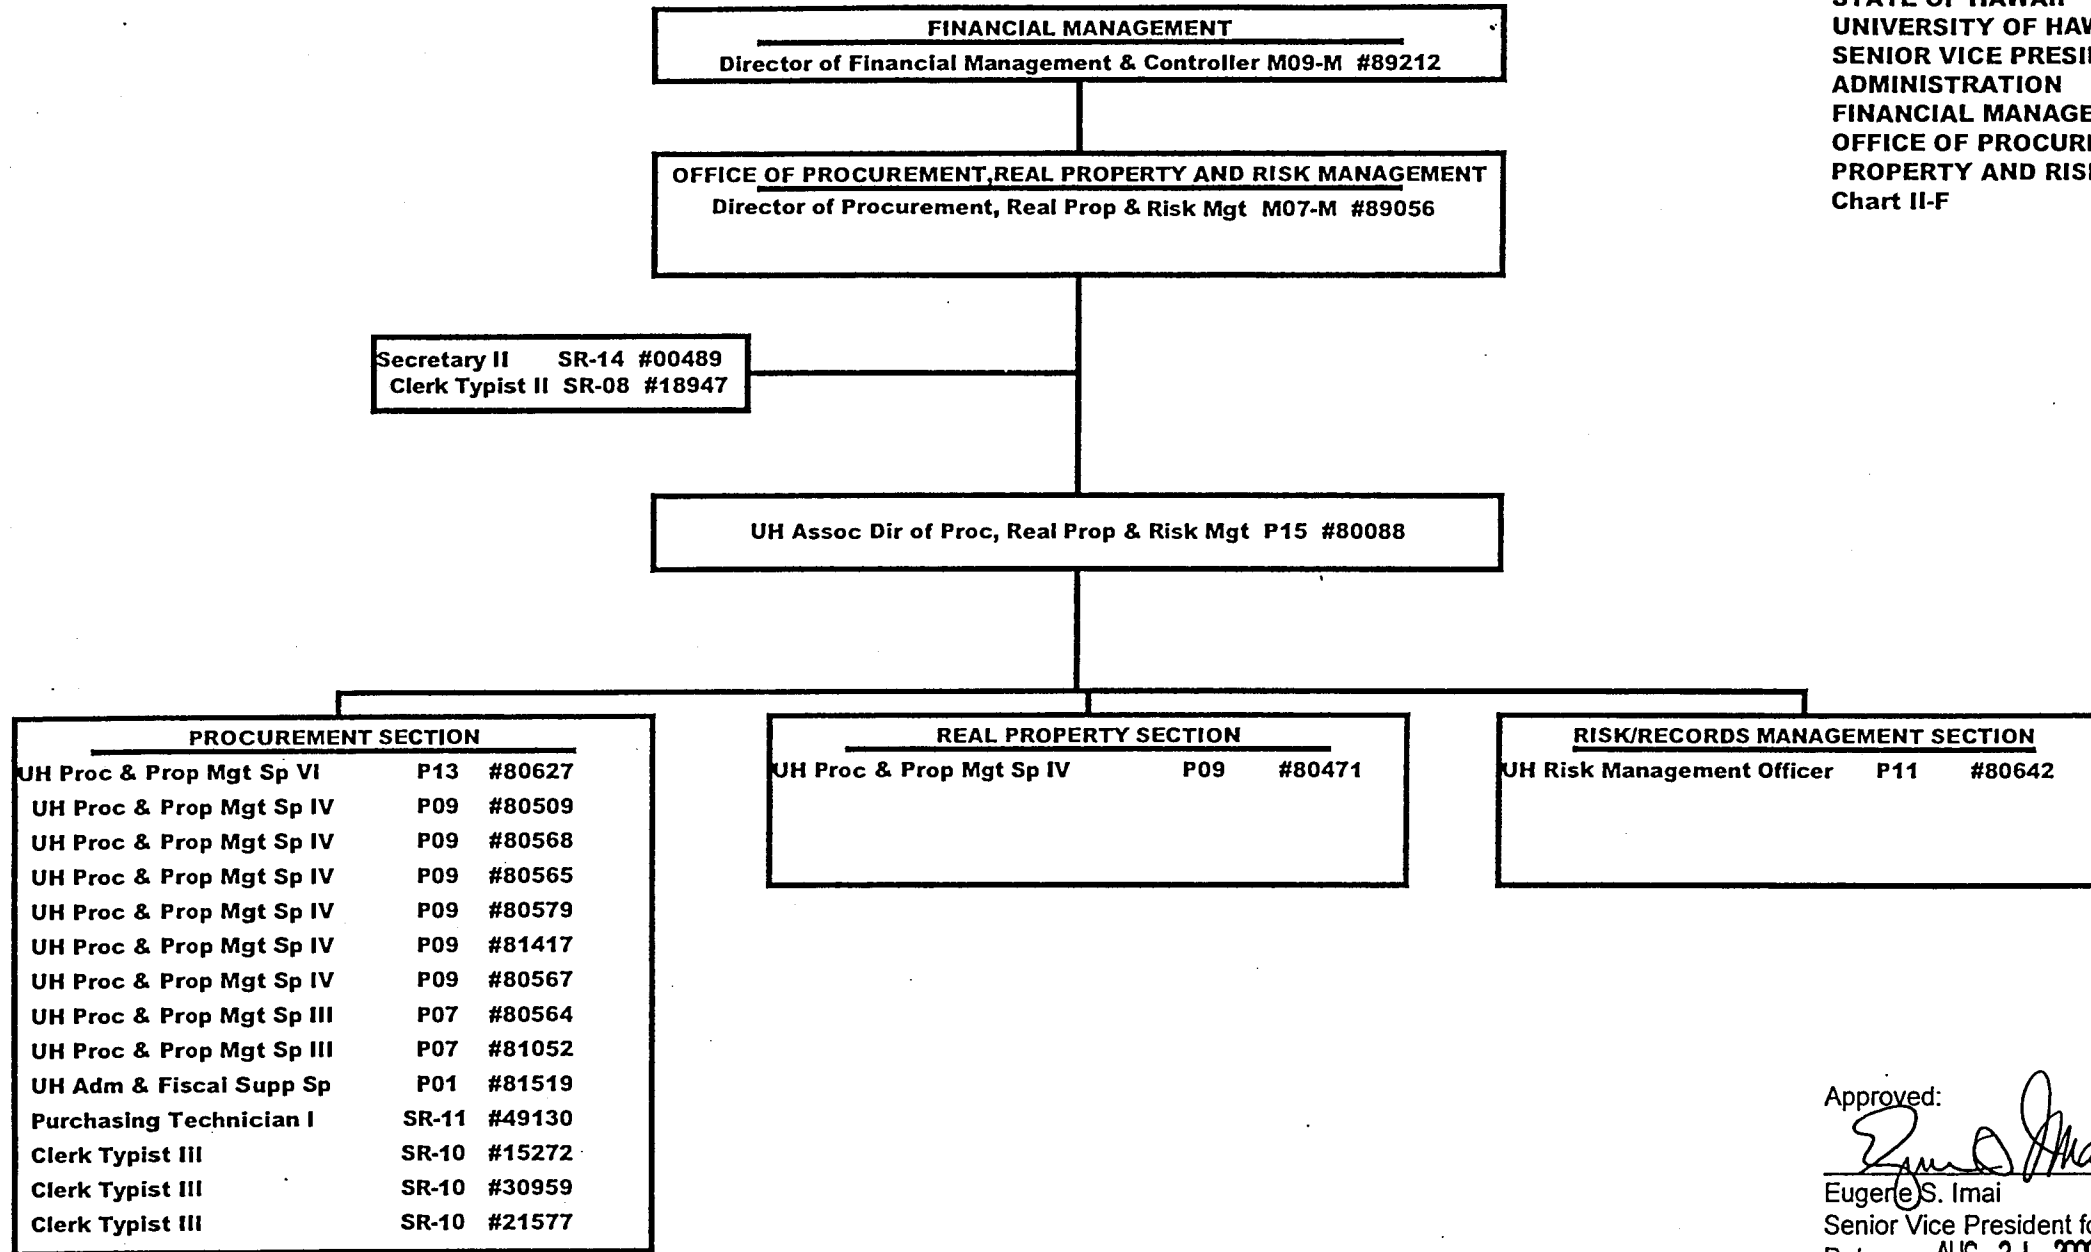 STATE OF HAWAII
UNIVERSITY OF
SENIOR VICE
ADMINISTRATION
FINANCIAL
OFFICE OF
PROPERTY AND
Chart II-F
FINANCIAL MANAGEMENT
Director of Financial Management & Controller M09-M #89212
OFFICE OF PROCUREMENT,REAL PROPERTY AND RISK MANAGEMENT
Director of Procurement, Real Prop & Risk Mgt M07-M #89056
Secretary II SR-14 #00489
Clerk Typist II SR-08 #18947
UH Assoc Dir of Proc, Real Prop & Risk Mgt P15 #80088
PROCUREMENT SECTION
UH Proc & Prop Mgt Sp VI P13 #80627
UH Proc & Prop Mgt Sp IV P09 #80509
UH Proc & Prop Mgt Sp IV P09 #80568
UH Proc & Prop Mgt Sp IV P09 #80565
UH Proc & Prop Mgt Sp IV P09 #80579
UH Proc & Prop Mgt Sp IV P09 #81417
UH Proc & Prop Mgt Sp IV P09 #80567
UH Proc & Prop Mgt Sp III P07 #80564
UH Proc & Prop Mgt Sp III P07 #81052
UH Adm & Fiscal Supp Sp P01 #81519
Purchasing Technician I SR-11 #49130
Clerk Typist III SR-10 #15272
Clerk Typist III SR-10 #30959
Clerk Typist III SR-10 #21577
REAL PROPERTY SECTION
UH Proc & Prop Mgt Sp IV P09 #80471
RISK/RECORDS MANAGEMENT SECTION
UH Risk Management Officer P11 #80642
Approved:
Eugene S. Imai
Senior Vice President